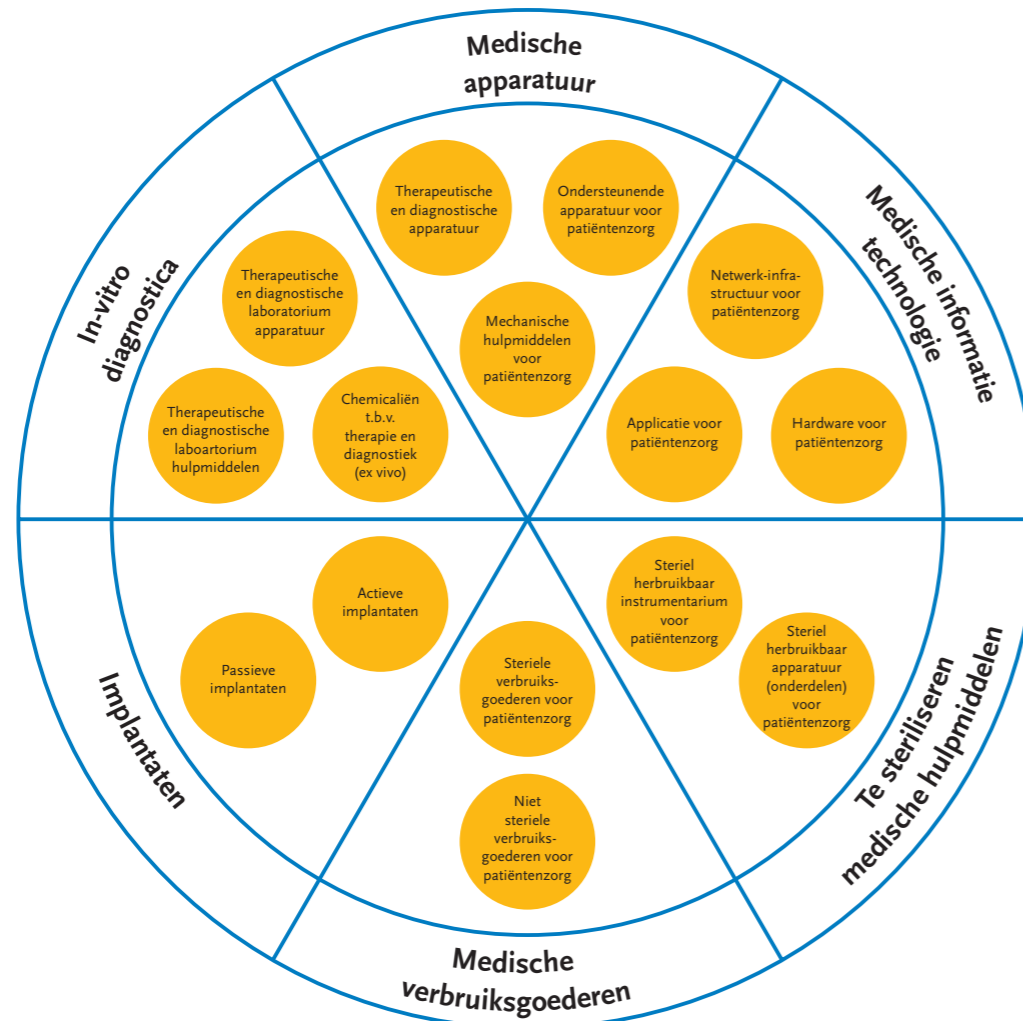 Medische
apparatuur
Therapeutische
en diagnostische
apparatuur
Ondersteunende
apparatuur voor
patiëntenzorg
Mechanische
hulpmiddelen
voor
patiëntenzorg
Medische informatie
technologie
Netwerk-infra-
structuur voor
patiëntenzorg
Applicatie voor
patiëntenzorg
Hardware voor
patiëntenzorg
Te steriliseren
medische hulpmiddelen
Steriel
herbruikbaar
instrumentarium
voor
patiëntenzorg
Steriel
herbruikbaar
apparatuur
(onderdelen)
voor
patiëntenzorg
Medische
verbruiksgoederen
Steriele
verbruiks-
goederen voor
patiëntenzorg
Niet
steriele
verbruiks-
goederen voor
patiëntenzorg
Implantaten
Actieve
implantaten
Passieve
implantaten
In-vitro
diagnostica
Therapeutische
en diagnostische
laboratorium
apparatuur
Therapeutische
en diagnostische
laboartorium
hulpmiddelen
Chemicaliën
t.b.v.
therapie en
diagnostiek
(ex vivo)